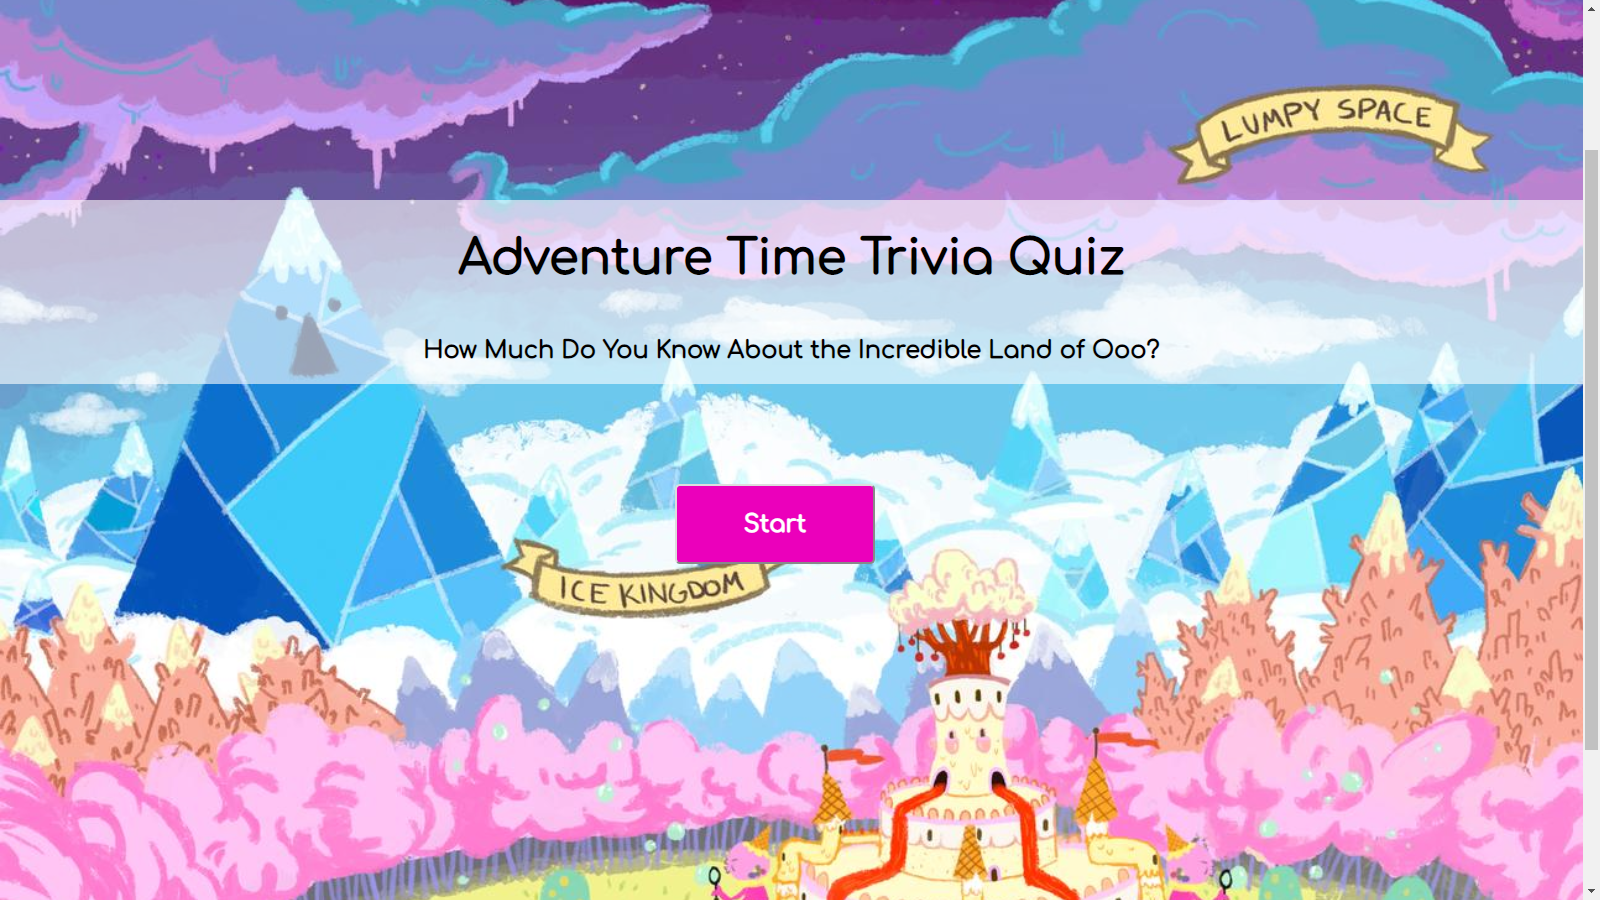 LUMPY SPACE
Adventure Time Trivia Quiz
How Much Do You Know About the Incredible Land of Ooo?
Start
ICE KINGDOM